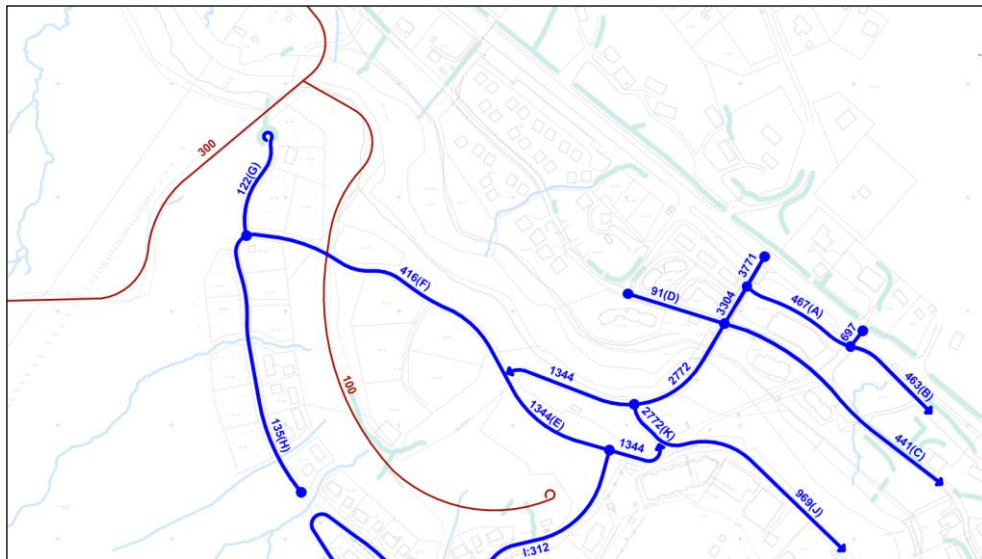 300
122(G)
416(F)
91(D)
3771
3304
467(A)
697
2772
463(B)
1344
100
1344(E)
2772(K)
441(C)
135(H)
1344
969(J)
I:312